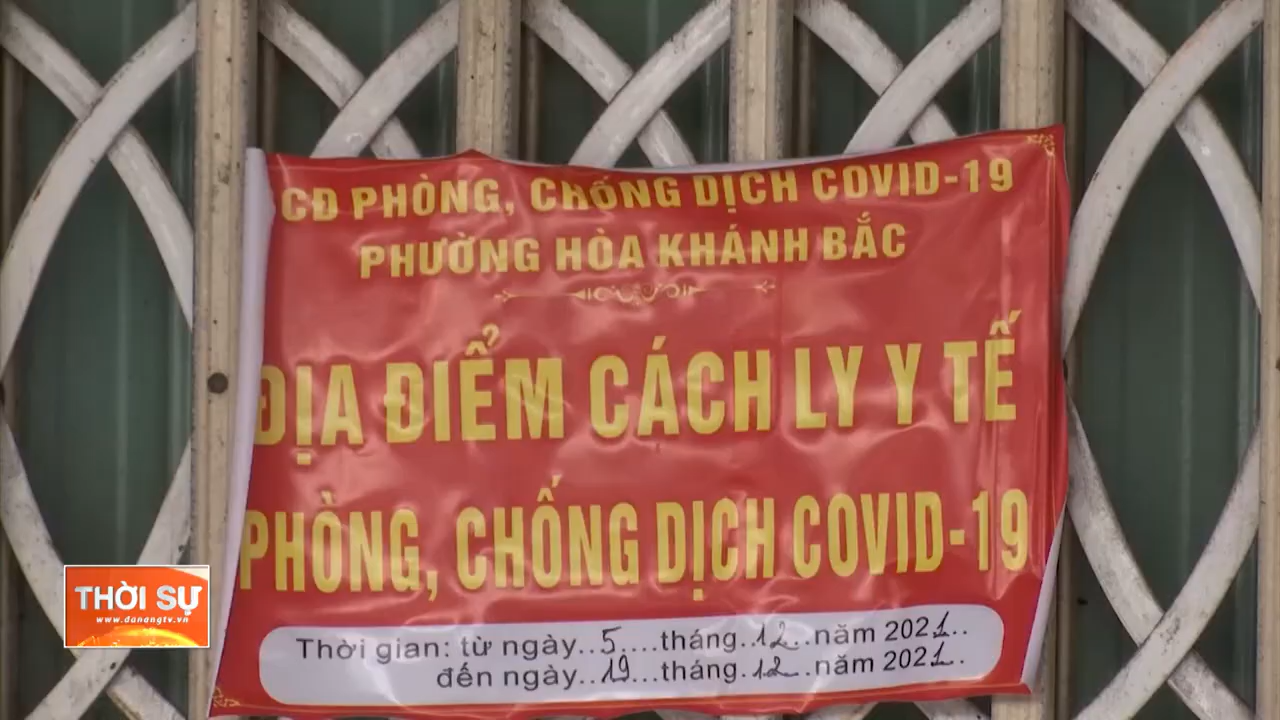 CĐ PHÒNG, CHỐNG DỊCH COVID-19
PHƯỜNG HÒA KHÁNH BẮC
ĐỊA ĐIỂM CÁCH LY Y TẾ
PHÒNG, CHỐNG DỊCH COVID-19
Thời gian: từ ngày..5....tháng..12..năm 2021..
đến ngày..19...tháng..12..năm 2021..
THỜI SỰ
www.danangtv.vn